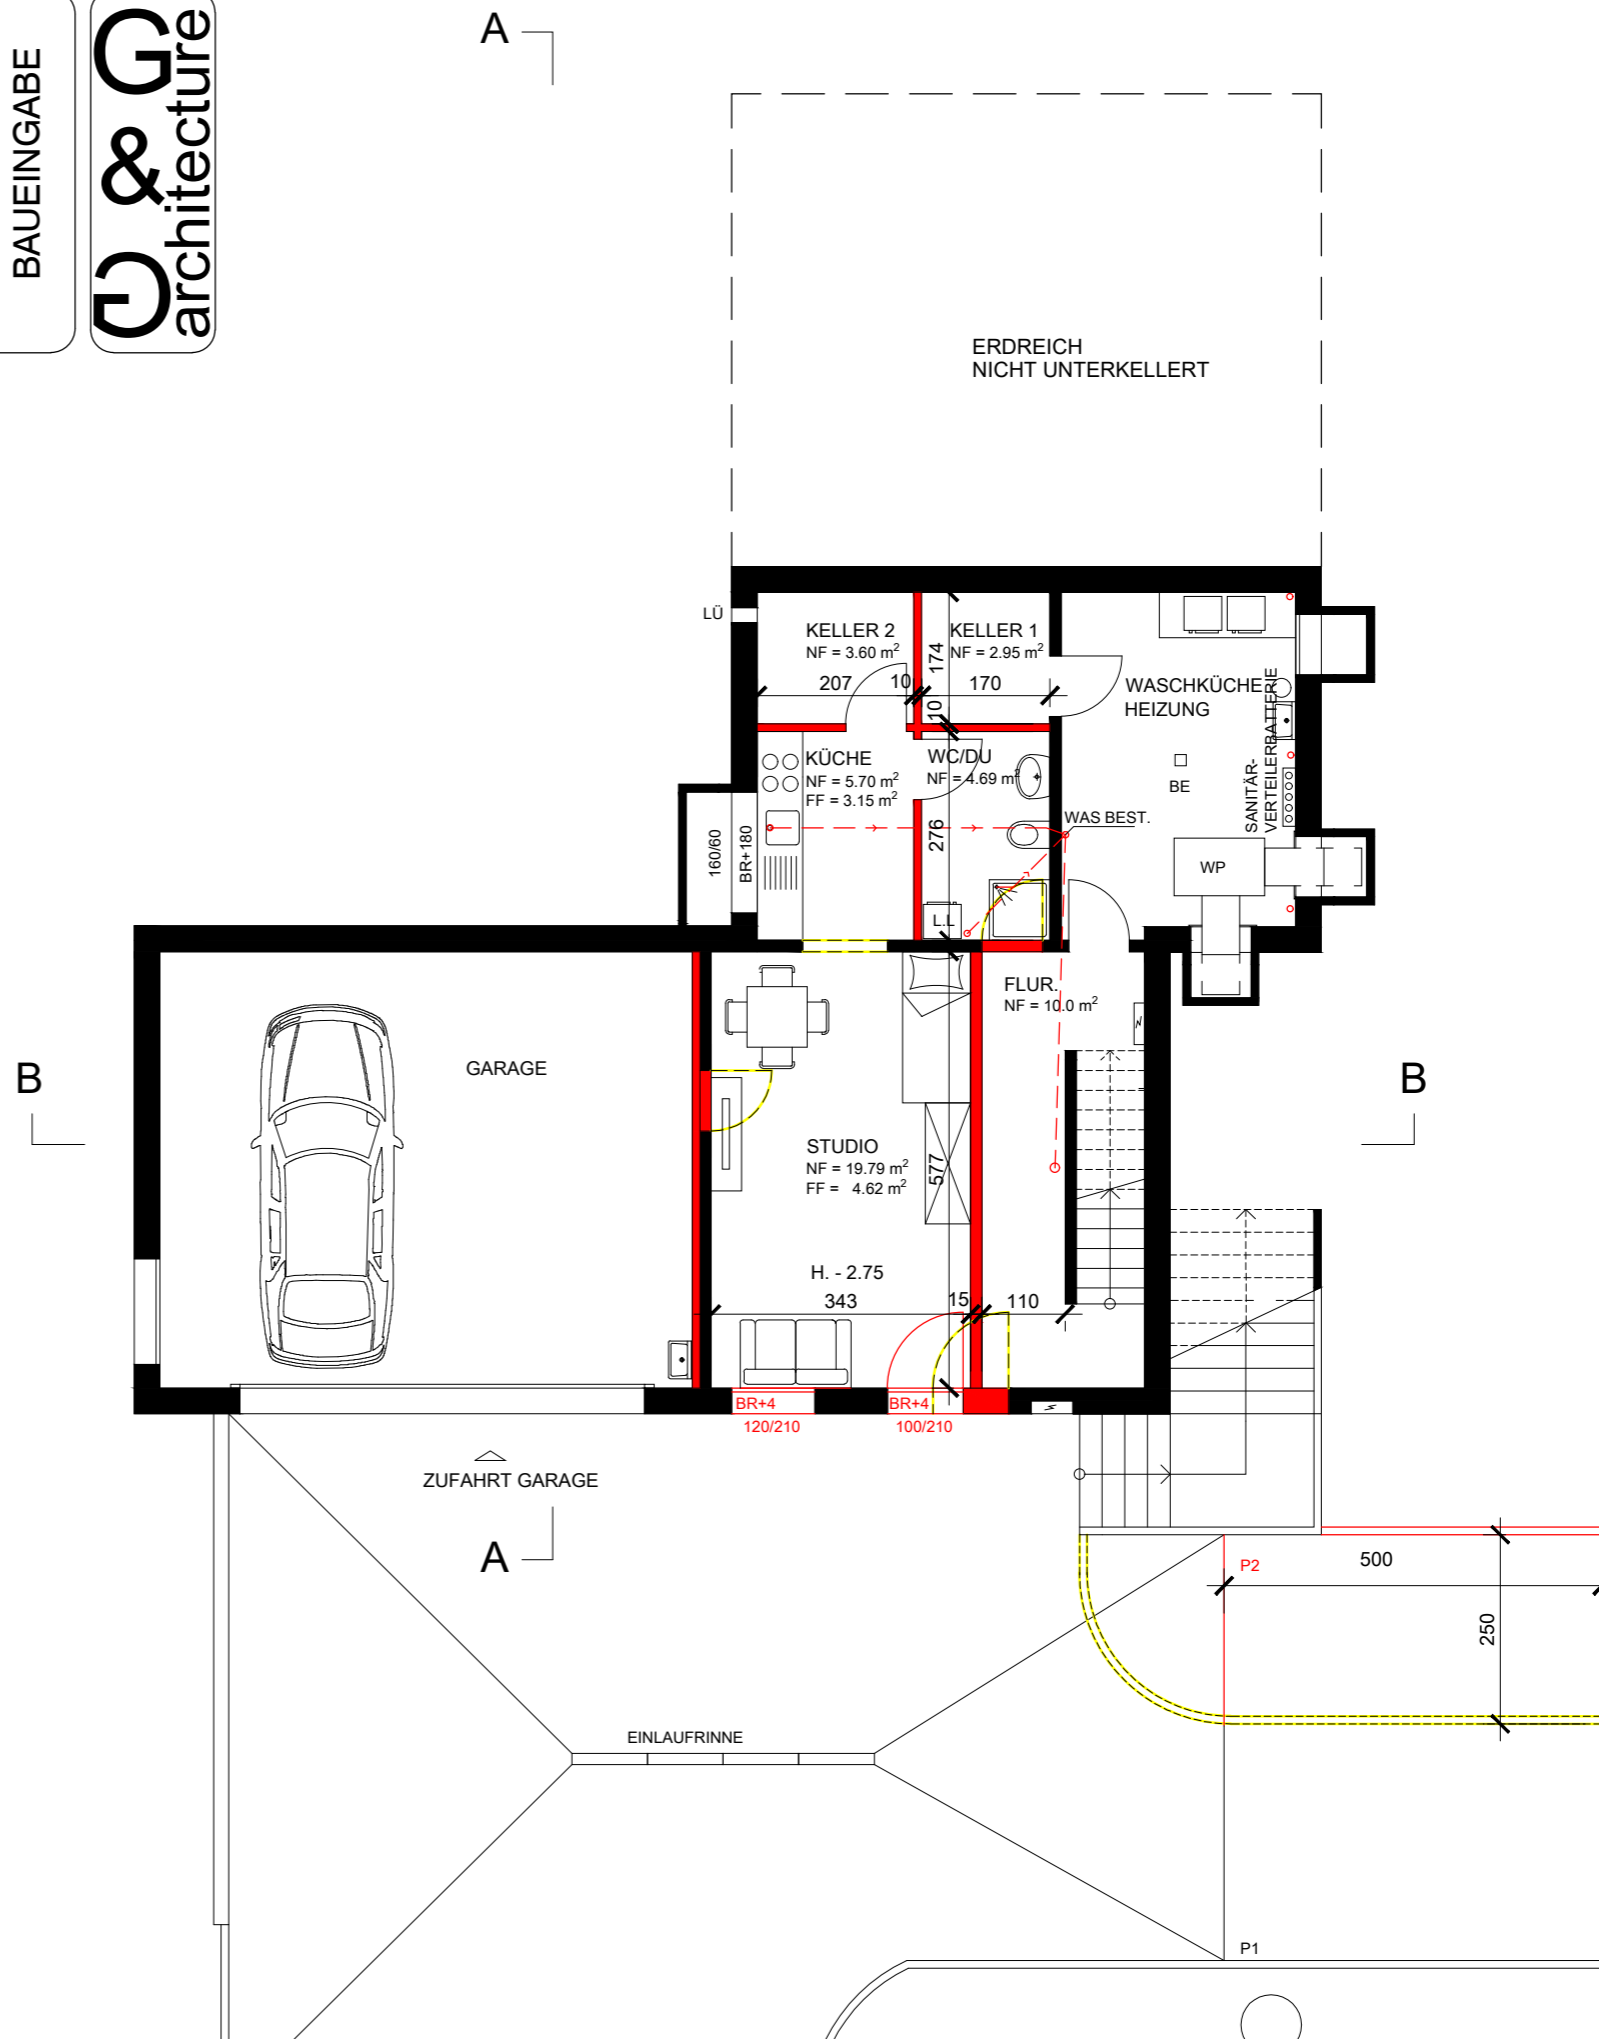 BAUEINGABE
G & G
architecture
architecture
A
ERDREICH
NICHT UNTERKELLERT
LÜ
KELLER 2
NF = 3.60 m²
KELLER 1
NF = 2.95 m²
174
207
10
170
10
WASCHKÜCHE
HEIZUNG
SANITÄR-
VERTEILERBATTERIE
BE
KÜCHE
NF = 5.70 m²
FF = 3.15 m²
WC/DU
NF = 4.69 m²
276
WAS BEST.
160/60
BR+180
WP
L.L
FLUR.
NF = 10.0 m²
B
GARAGE
B
STUDIO
NF = 19.79 m²
FF = 4.62 m²
577
H. - 2.75
343
15
110
BR+4
120/210
BR+4
100/210
ZUFAHRT GARAGE
A
P2
500
250
EINLAUFRINNE
P1